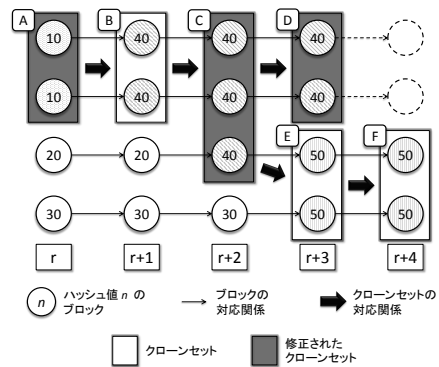 A B C D
10 40 40 40
10 40 40 40
E F
20 20 40 50 50
30 30 30 50 50
r r+1 r+2 r+3 r+4
n ハッシュ値 n の
ブロック
ブロックの
対応関係
クローンセットの
対応関係
クローンセット
修正された
クローンセット